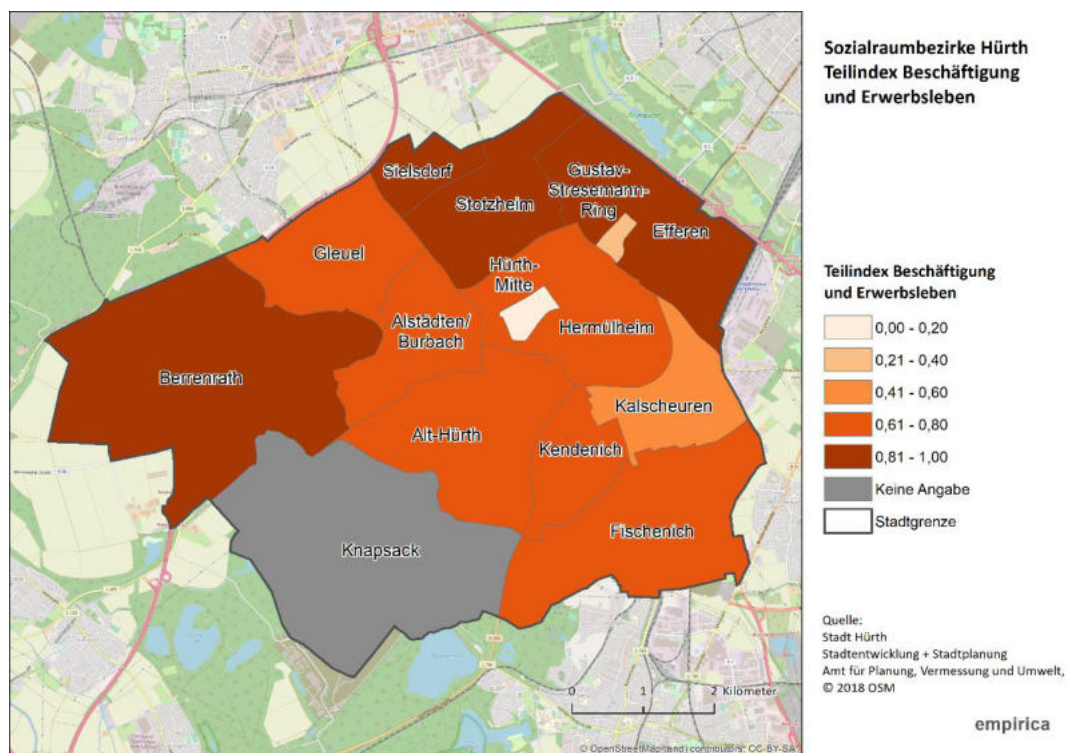 Sozialraumbezirke Hürth
Teilindex Beschäftigung
und Erwerbsleben
Sielsdorf
Gustav-
Stresemann-
Ring
Stotzheim
Efferen
Gleuel
Hürth-
Mitte
Alstädten/
Burbach
Hermülheim
Berrenrath
Kalscheuren
Alt-Hürth
Kendenich
Fischenich
Knapsack
Teilindex Beschäftigung
und Erwerbsleben
0,00 - 0,20
0,21 - 0,40
0,41 - 0,60
0,61 - 0,80
0,81 - 1,00
Keine Angabe
Stadtgrenze
Quelle:
Stadt Hürth
Stadtentwicklung + Stadtplanung
Amt für Planung, Vermessung und Umwelt,
© 2018 OSM
0 1 2 Kilometer
empirica
© OpenStreetMap (and) contributors, CC-BY-SA